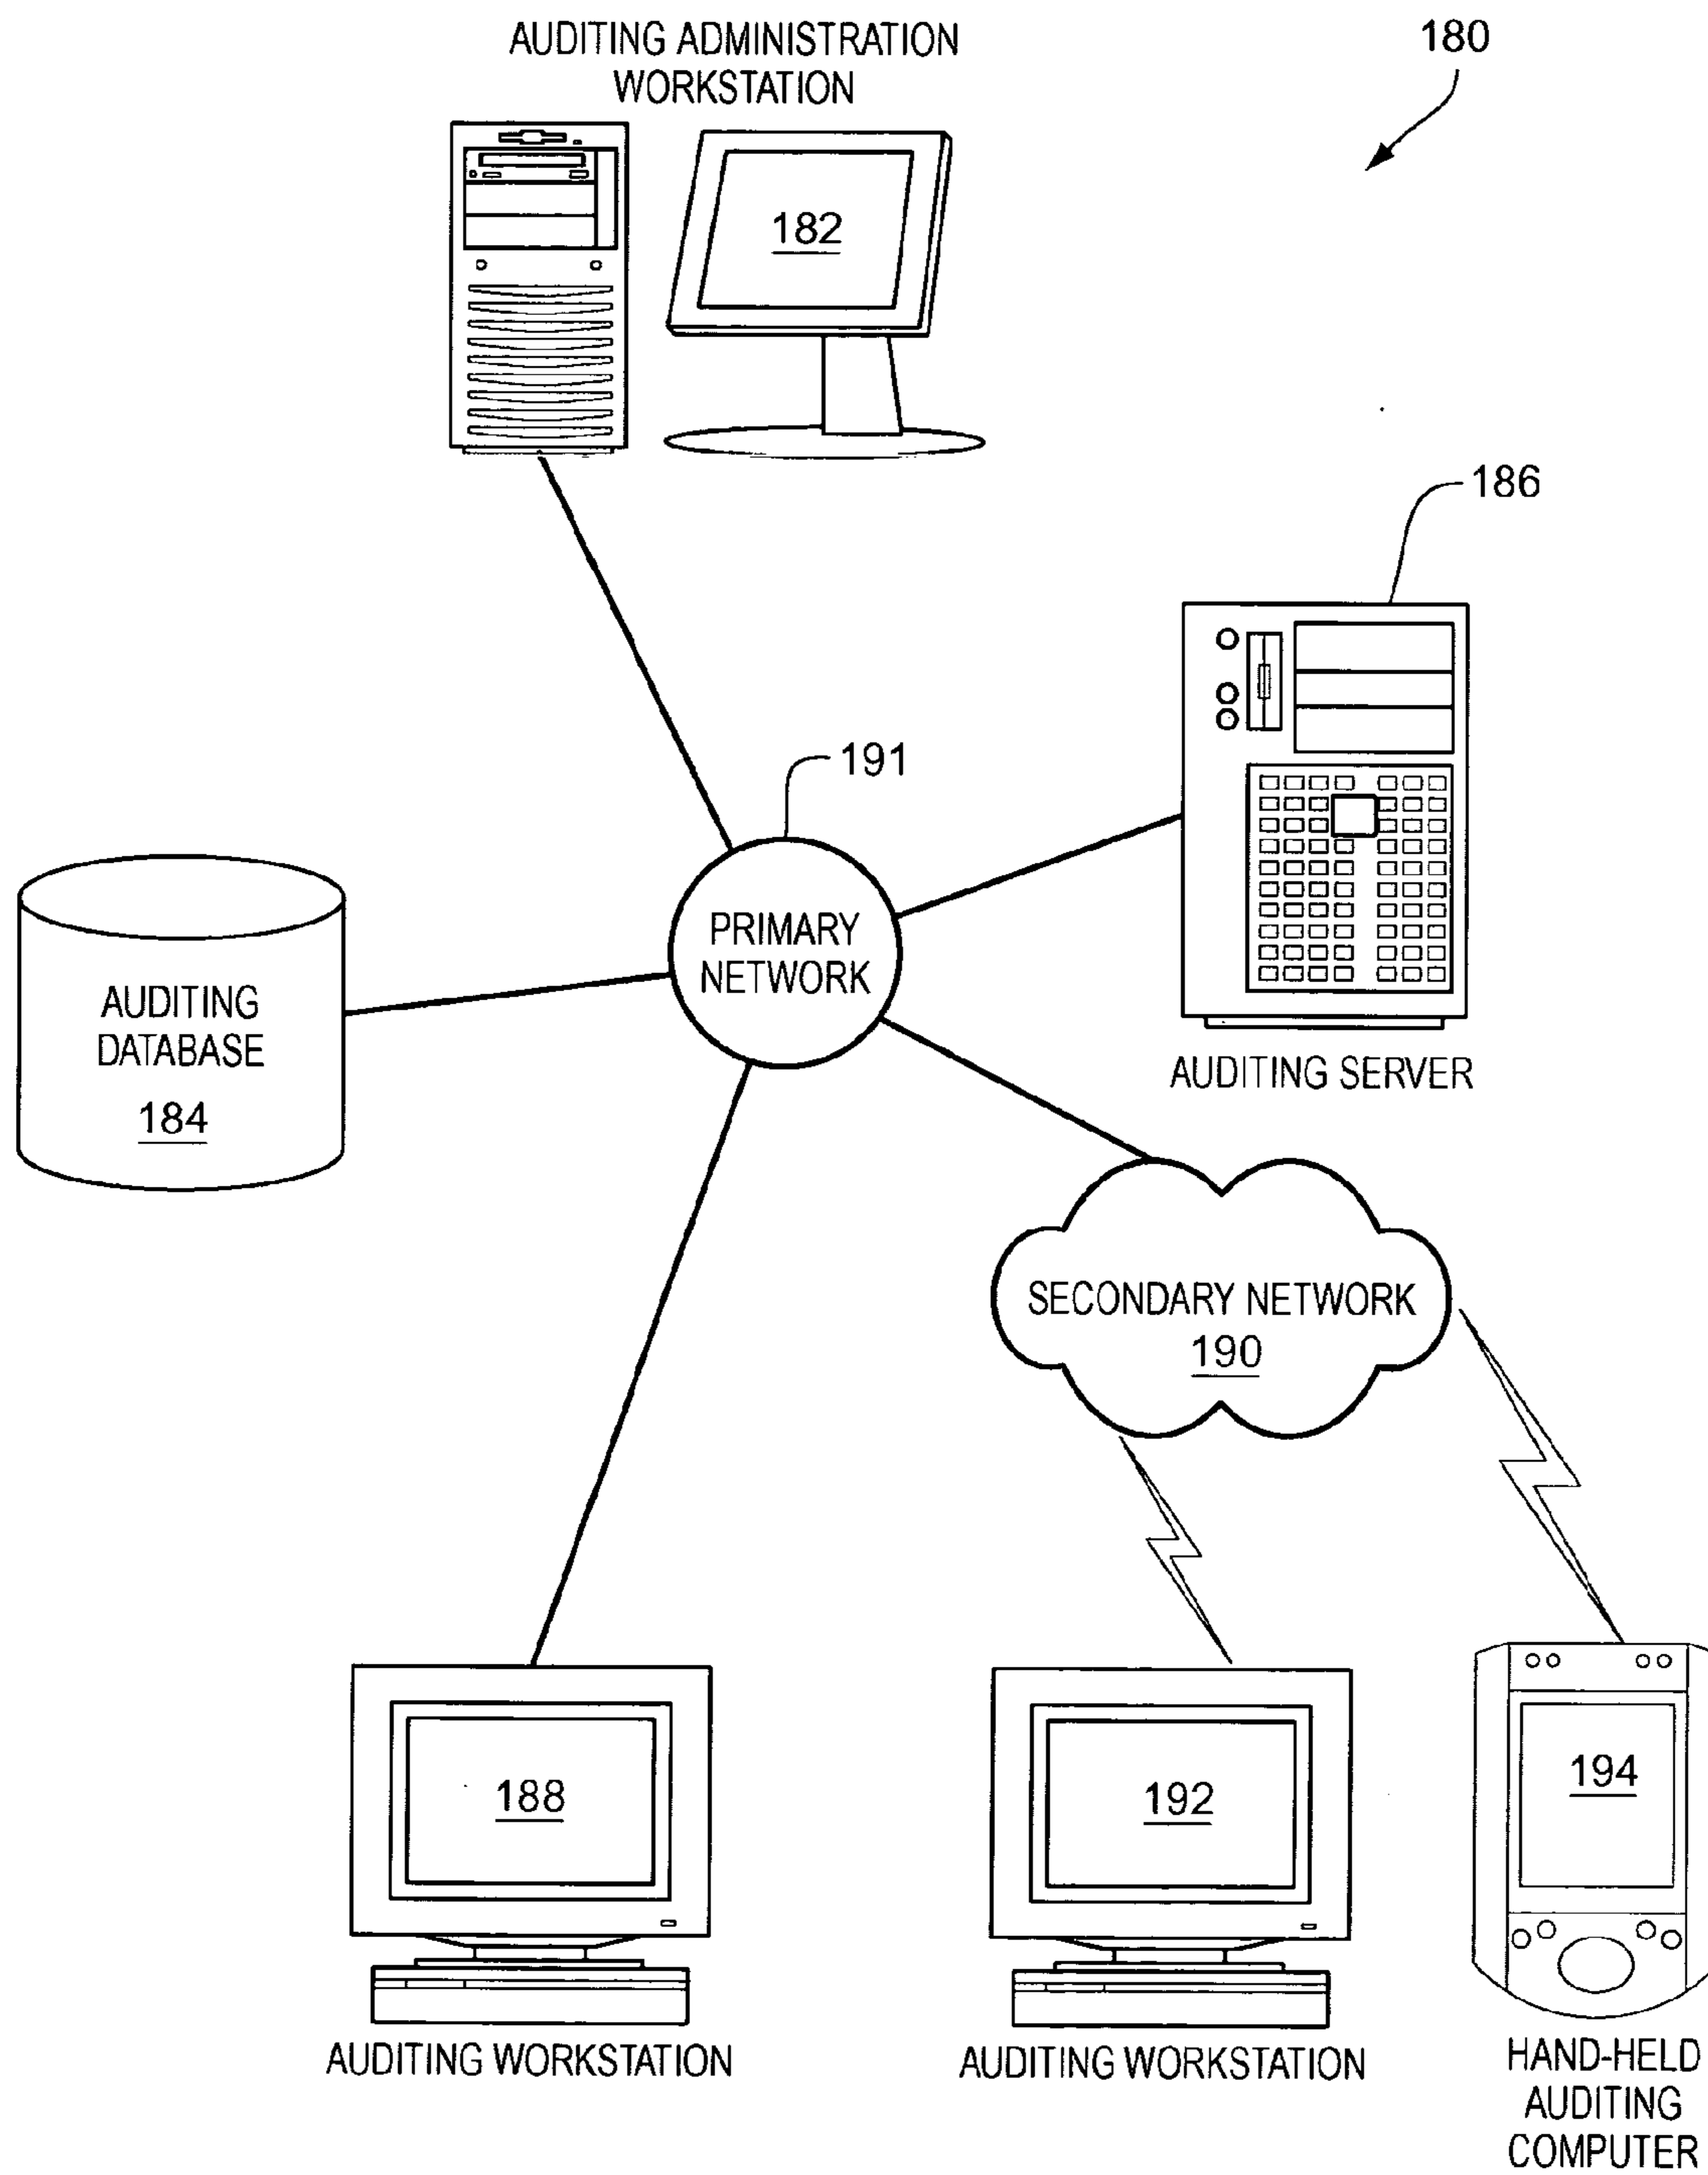 AUDITING ADMINISTRATION
WORKSTATION
180
182
186
191
PRIMARY
NETWORK
AUDITING
DATABASE
184
AUDITING SERVER
SECONDARY NETWORK
190
188
192
194
AUDITING WORKSTATION
AUDITING WORKSTATION
HAND-HELD
AUDITING
COMPUTER